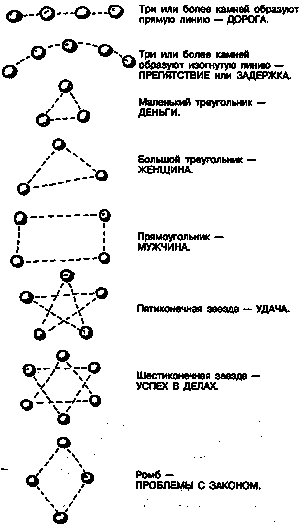 Три или более камней образуют
прямую линию — ДОРОГА.
Три или более камней
образуют изогнутую линию —
ПРЕПЯТСТВИЕ или ЗАДЕРЖКА.
Маленький треугольник —
ДЕНЬГИ.
Большой треугольник —
ЖЕНЩИНА.
Прямоугольник —
МУЖЧИНА.
Пятиконечная звезда — УДАЧА.
Шестиконечная звезда —
УСПЕХ В ДЕЛАХ.
Ромб —
ПРОБЛЕМЫ С ЗАКОНОМ.